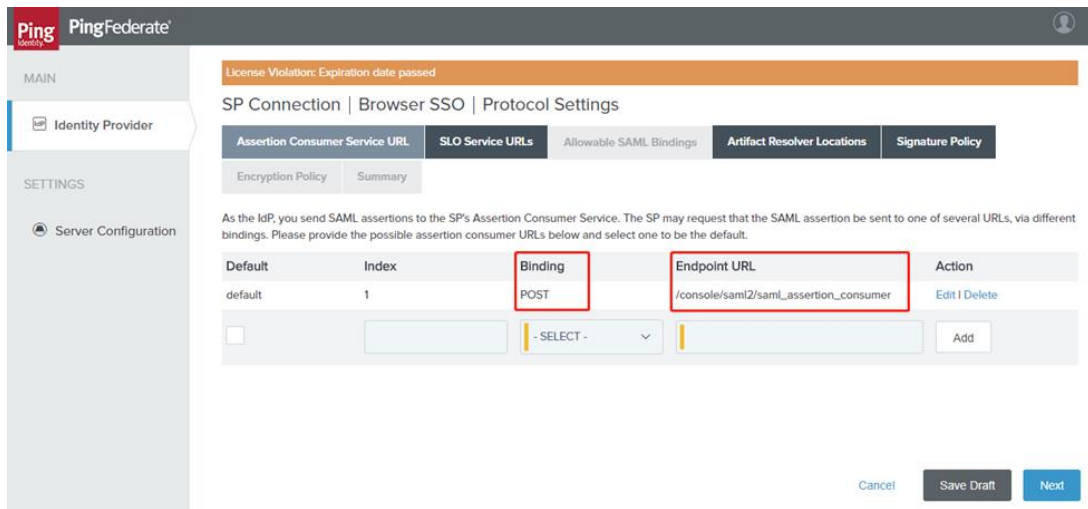 Ping
Identity.
PingFederate®
MAIN
Identity Provider
SETTINGS
Server Configuration
License Violation: Expiration date passed
SP Connection | Browser SSO | Protocol Settings
Assertion Consumer Service URL SLO Service URLs Allowable SAML Bindings Artifact Resolver Locations Signature Policy
Encryption Policy Summary
As the IdP, you send SAML assertions to the SP's Assertion Consumer Service. The SP may request that the SAML assertion be sent to one of several URLs, via different
bindings. Please provide the possible assertion consumer URLs below and select one to be the default.
Default Index Binding Endpoint URL Action
default 1 POST /console/saml2/saml_assertion_consumer Edit | Delete
- SELECT - Add
Cancel Save Draft Next